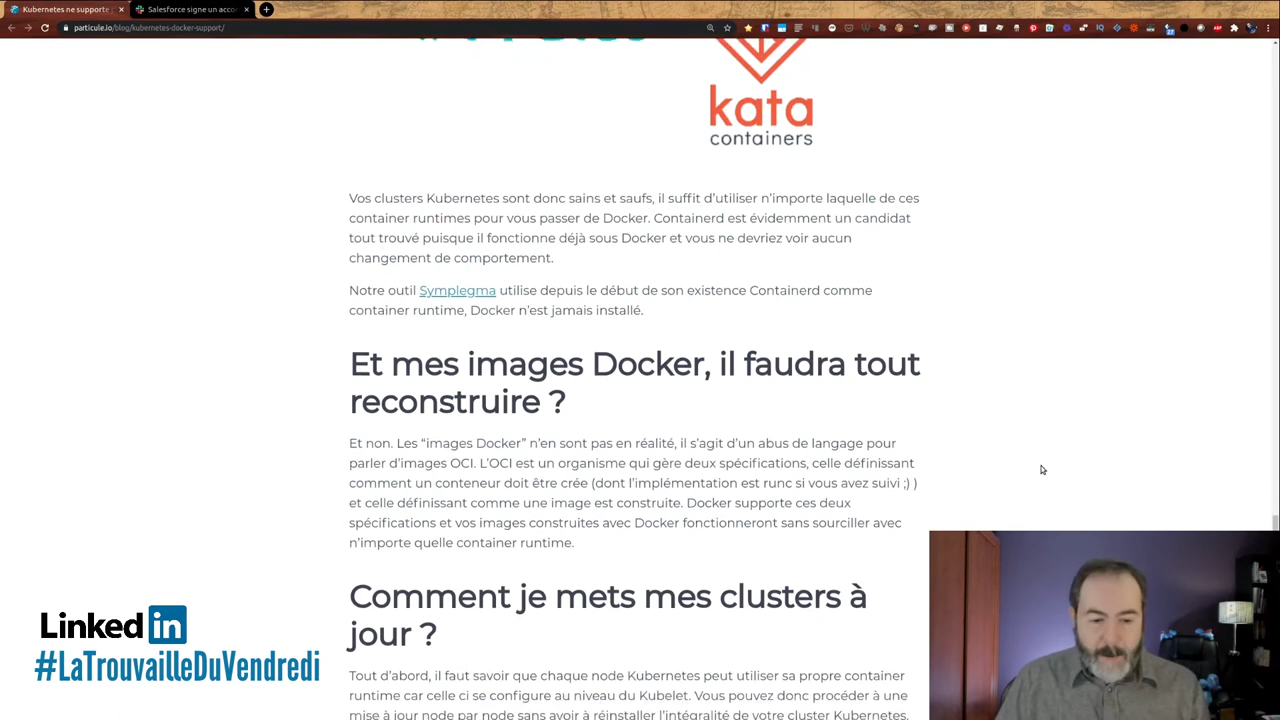 Kubernetes ne supporte
Salesforce signe un accor
particule.io/blog/kubernetes-docker-support/
kata
containers
Vos clusters Kubernetes sont donc sains et saufs, il suffit d’utiliser n’importe laquelle de ces
container runtimes pour vous passer de Docker. Containerd est évidemment un candidat
tout trouvé puisque il fonctionne déjà sous Docker et vous ne devriez voir aucun
changement de comportement.
Notre outil Symplegma utilise depuis le début de son existence Containerd comme
container runtime, Docker n’est jamais installé.
Et mes images Docker, il faudra tout
reconstruire ?
Et non. Les “images Docker” n’en sont pas en réalité, il s’agit d’un abus de langage pour
parler d’images OCI. L’OCI est un organisme qui gère deux spécifications, celle définissant
comment un conteneur doit être crée (dont l’implémentation est runc si vous avez suivi ;) )
et celle définissant comme une image est construite. Docker supporte ces deux
spécifications et vos images construites avec Docker fonctionneront sans sourciller avec
n’importe quelle container runtime.
Comment je mets mes clusters à
jour ?
Tout d’abord, il faut savoir que chaque node Kubernetes peut utiliser sa propre container
runtime car celle ci se configure au niveau du Kubelet. Vous pouvez donc procéder à une
mise à jour node par node sans avoir à réinstaller l’intégralité de votre cluster Kubernetes.
Linked in
#LaTrouvailleDuVendredi